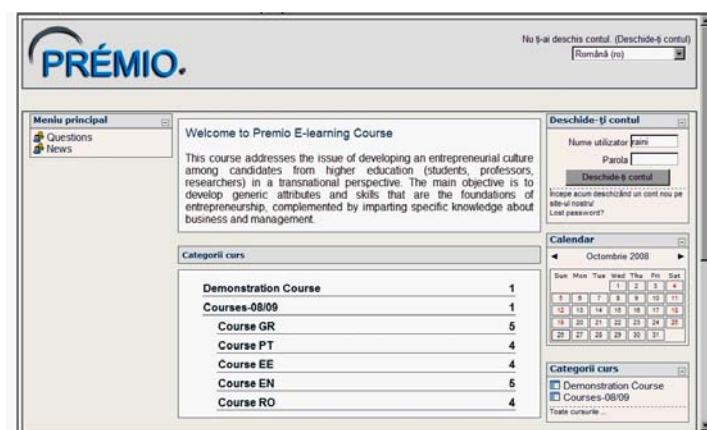 PRÉMIO.
Nu ţi-ai deschis contul. (Deschide-ţi contul)
Română (ro)
Meniu principal
Questions
News
Welcome to Premio E-learning Course
This course addresses the issue of developing an entrepreneurial culture
among candidates from higher education (students, professors,
researchers) in a transnational perspective. The main objective is to
develop generic attributes and skills that are the foundations of
entrepreneurship, complemented by imparting specific knowledge about
business and management.
Categorii curs
Demonstration Course 1
Courses-08/09 1
Course GR 5
Course PT 4
Course EE 4
Course EN 5
Course RO 4
Deschide-ţi contul
Nume utilizator raini
Parola
Deschide-ţi contul
Începe acum deschizând un cont nou pe
site-ul nostru!
Lost password?
Calendar
◄ Octombrie 2008 ►
Sun Mon Tue Wed Thu Fri Sat
1 2 3 4
5 6 7 8 9 10 11
12 13 14 15 16 17 18
19 20 21 22 23 24 25
26 27 28 29 30 31
Categorii curs
Demonstration Course
Courses-08/09
Toate cursurile ...